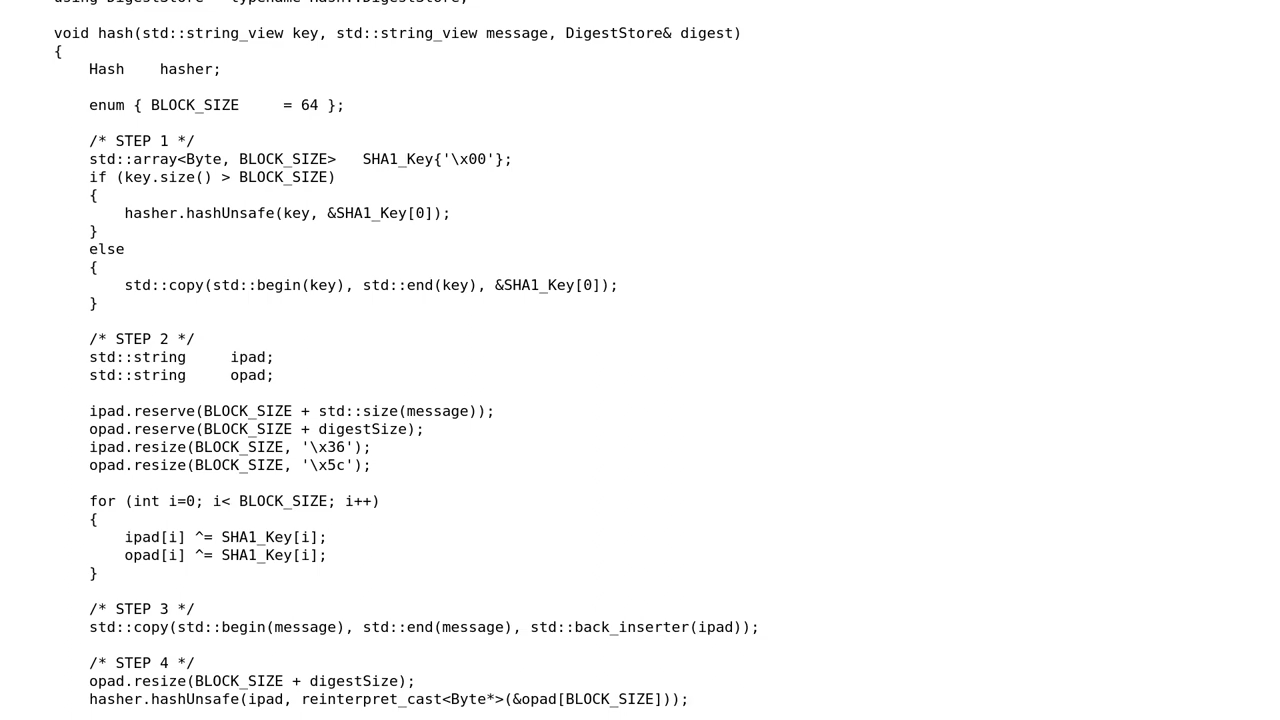 using DigestStore = typename Hash::DigestStore;
void hash(std::string_view key, std::string_view message, DigestStore& digest)
{
Hash    hasher;
enum { BLOCK_SIZE     = 64 };
/* STEP 1 */
std::array<Byte, BLOCK_SIZE>   SHA1_Key{'\x00'};
if (key.size() > BLOCK_SIZE)
{
hasher.hashUnsafe(key, &SHA1_Key[0]);
}
else
{
std::copy(std::begin(key), std::end(key), &SHA1_Key[0]);
}
/* STEP 2 */
std::string     ipad;
std::string     opad;
ipad.reserve(BLOCK_SIZE + std::size(message));
opad.reserve(BLOCK_SIZE + digestSize);
ipad.resize(BLOCK_SIZE, '\x36');
opad.resize(BLOCK_SIZE, '\x5c');
for (int i=0; i< BLOCK_SIZE; i++)
{
ipad[i] ^= SHA1_Key[i];
opad[i] ^= SHA1_Key[i];
}
/* STEP 3 */
std::copy(std::begin(message), std::end(message), std::back_inserter(ipad));
/* STEP 4 */
opad.resize(BLOCK_SIZE + digestSize);
hasher.hashUnsafe(ipad, reinterpret_cast<Byte*>(&opad[BLOCK_SIZE]));